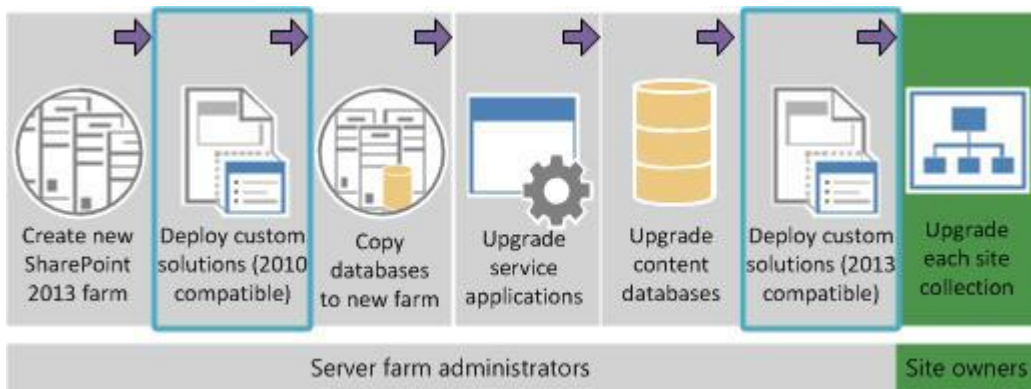 Create new
SharePoint
2013 farm
Deploy custom
solutions (2010
compatible)
Copy
databases
to new farm
Upgrade
service
applications
Upgrade
content
databases
Deploy custom
solutions (2013
compatible)
Upgrade
each site
collection
Server farm administrators
Site owners